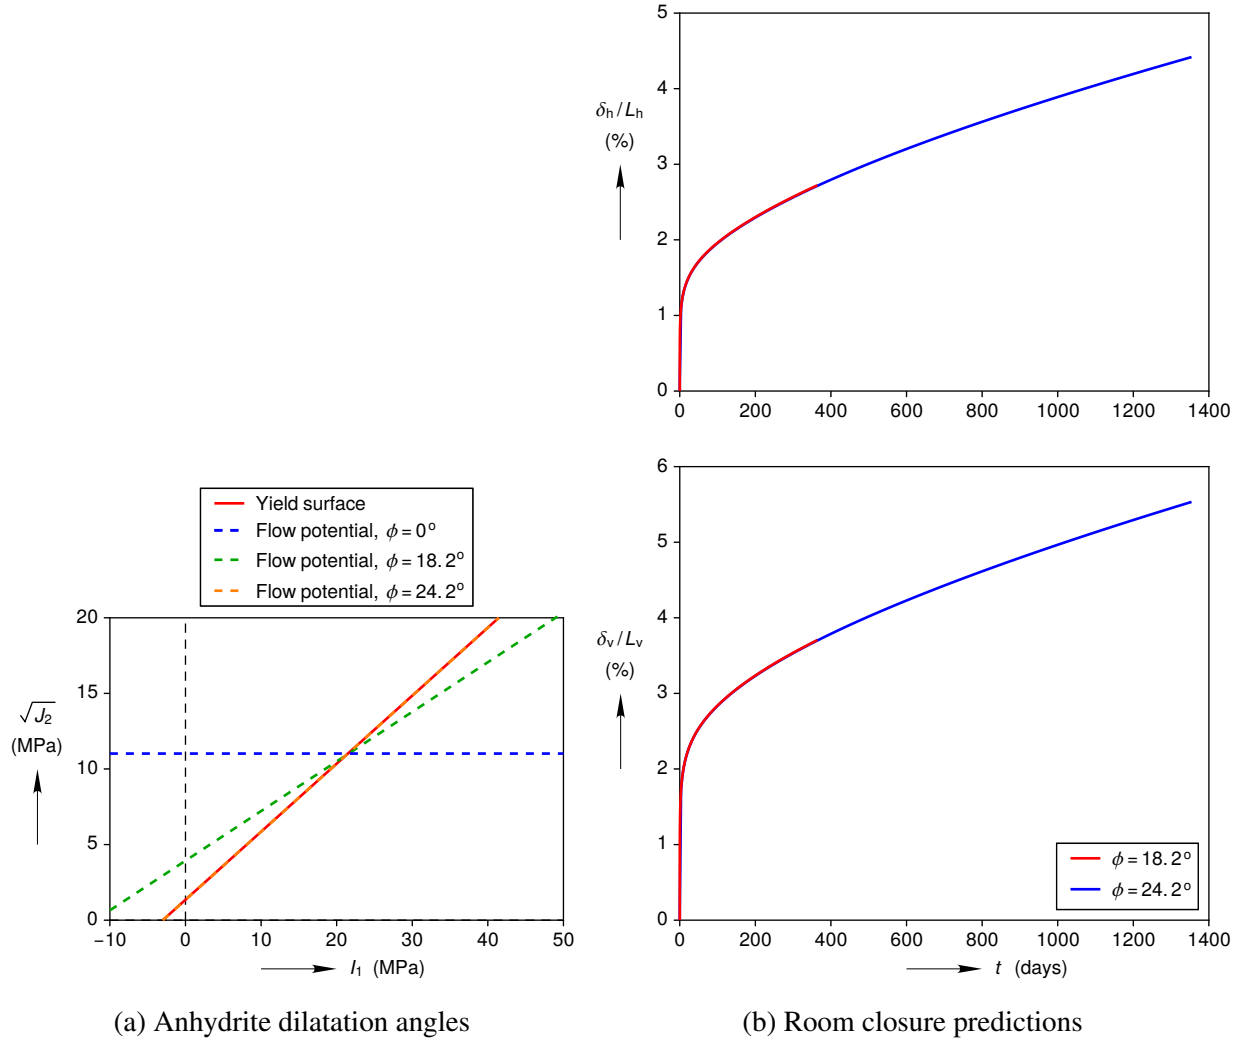 5
4
3
2
1
0
δh/Lh
(%)
0 200 400 600 800 1000 1200 1400
Yield surface
Flow potential, ϕ = 0°
Flow potential, ϕ = 18.2°
Flow potential, ϕ = 24.2°
20
15
10
5
0
√J2
(MPa)
−10 0 10 20 30 40 50
I1 (MPa)
6
5
4
3
2
1
0
δv/Lv
(%)
ϕ = 18.2°
ϕ = 24.2°
0 200 400 600 800 1000 1200 1400
t (days)
(a) Anhydrite dilatation angles
(b) Room closure predictions